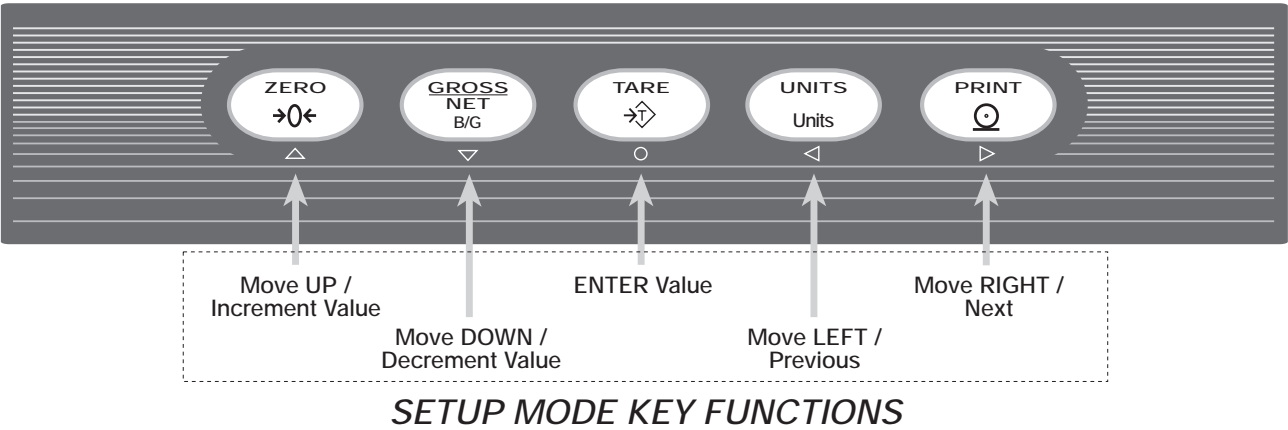 ZERO
→0←
GROSS
NET
B/G
TARE
→T
UNITS
Units
PRINT
Move UP /
Increment Value
Move DOWN /
Decrement Value
ENTER Value
Move LEFT /
Previous
Move RIGHT /
Next
SETUP MODE KEY FUNCTIONS